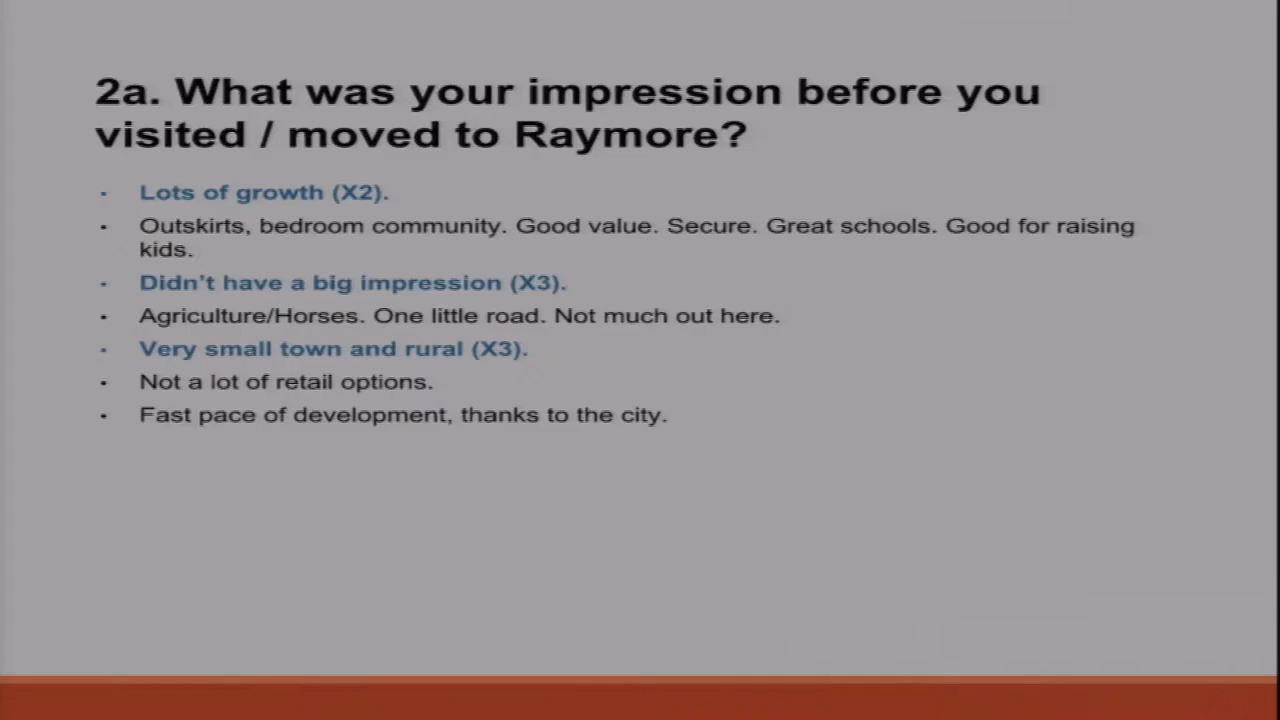 2a. What was your impression before you
visited / moved to Raymore?
· Lots of growth (X2).
· Outskirts, bedroom community. Good value. Secure. Great schools. Good for raising
kids.
· Didn’t have a big impression (X3).
· Agriculture/Horses. One little road. Not much out here.
· Very small town and rural (X3).
· Not a lot of retail options.
· Fast pace of development, thanks to the city.